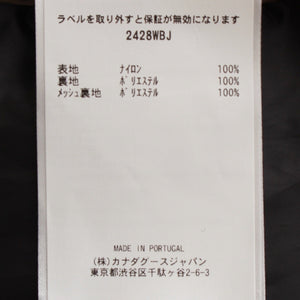 ラベルを取り外すと保証が無効になります
2428WBJ
表地 ナイロン 100%
裏地 ポリエステル 100%
メッシュ裏地 ポリエステル 100%
MADE IN PORTUGAL
(株)カナダグースジャパン
東京都渋谷区千駄ヶ谷2-6-3